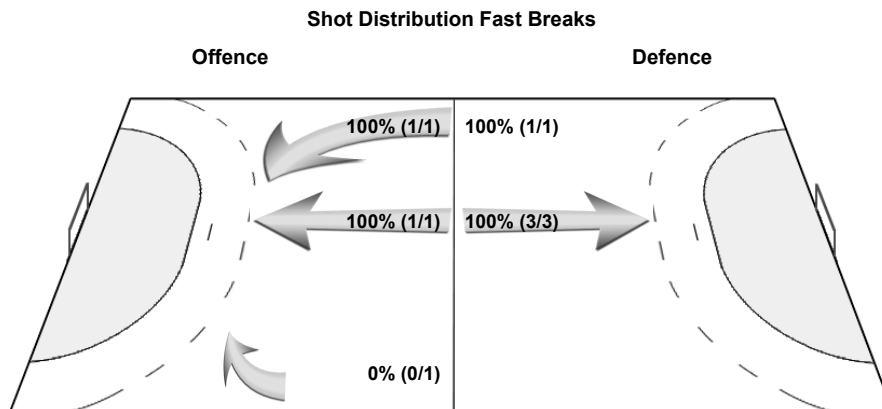 Shot Distribution Fast Breaks
Offence
Defence
100% (1/1)
100% (1/1)
100% (1/1)
100% (3/3)
0% (0/1)